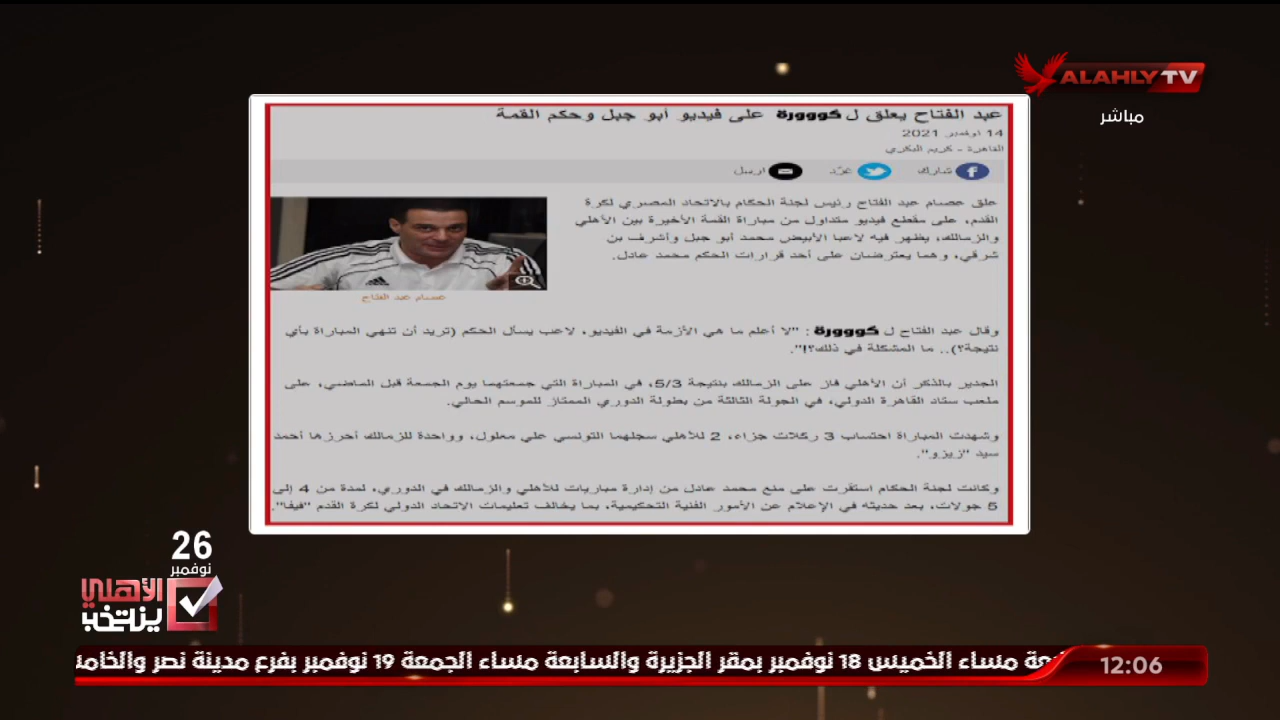 ALAHLY TV
مباشر
عبد الفتاح يعلق ل كووورة على فيديو أبو جبل وحكم القمة
14 نوفمبر 2021
القاهرة - كريم البكري
شارك
غرّد
ارسل
علق عصام عبد الفتاح رئيس لجنة الحكام بالاتحاد المصري لكرة
القدم، على مقطع فيديو متداول من مباراة القمة الأخيرة بين الأهلي
والزمالك، يظهر فيه لاعبا الأبيض محمد أبو جبل وأشرف بن
شرقي، وهما يعترضان على أحد قرارات الحكم محمد عادل.
عصام عبد الفتاح
وقال عبد الفتاح ل كووورة : "لا أعلم ما هي الأزمة في الفيديو، لاعب يسأل الحكم (تريد أن تنهي المباراة بأي
نتيجة؟).. ما المشكلة في ذلك؟!".
الجدير بالذكر أن الأهلي فاز على الزمالك بنتيجة 5/3، في المباراة التي جمعتهما يوم الجمعة قبل الماضي، على
ملعب ستاد القاهرة الدولي، في الجولة الثالثة من بطولة الدوري الممتاز للموسم الحالي.
وشهدت المباراة احتساب 3 ركلات جزاء، 2 للأهلي سجلهما التونسي علي معلول، وواحدة للزمالك أحرزها أحمد
سيد "زيزو".
وكانت لجنة الحكام استقرت على منع محمد عادل من إدارة مباريات للأهلي والزمالك في الدوري، لمدة من 4 إلى
5 جولات، بعد حديثه في الإعلام عن الأمور الفنية التحكيمية، بما يخالف تعليمات الاتحاد الدولي لكرة القدم "فيفا".
26
نوفمبر
الأهلي
ينتخب
مساء الخميس 18 نوفمبر بمقر الجزيرة والسابعة مساء الجمعة 19 نوفمبر بفرع مدينة نصر
12:06